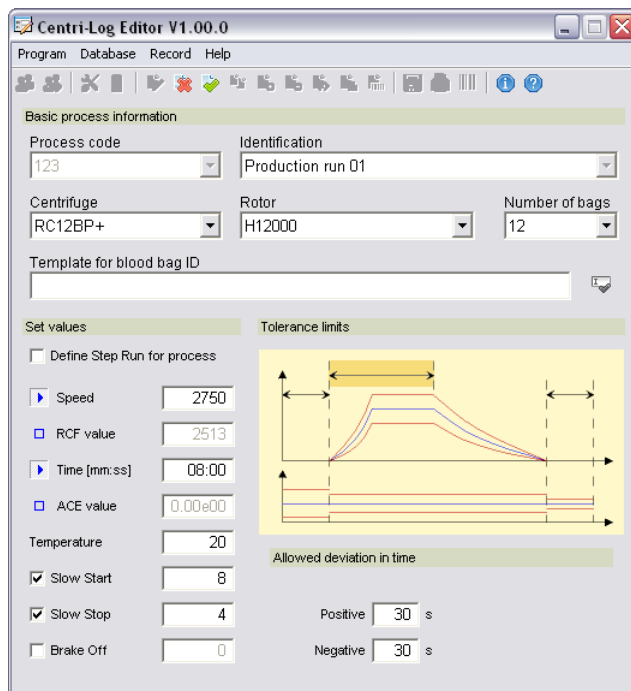 Centri-Log Editor V1.00.0
Program Database Record Help
Basic process information
Process code Identification
123 Production run 01
Centrifuge Rotor Number of bags
RC12BP+ H12000 12
Template for blood bag ID
Set values Tolerance limits
Define Step Run for process
Speed 2750
RCF value 2513
Time [mm:ss] 08:00
ACE value 0.00e00
Temperature 20
Allowed deviation in time
Slow Start 8
Slow Stop 4 Positive 30 s
Brake Off 0 Negative 30 s